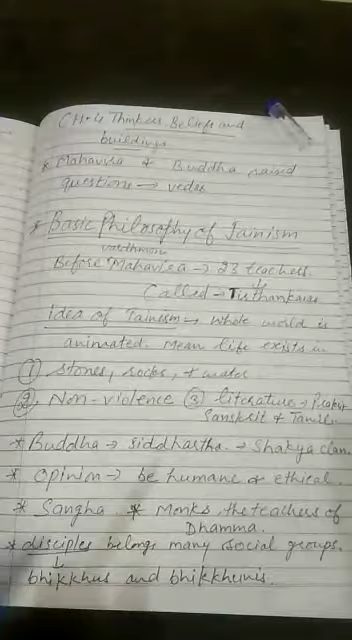 CH-4 Thinkers, Beliefs and
buildings
* Mahavira & Buddha raised
questions → vedas
* Basic Philosophy of Jainism
vardhman
Before Mahavira → 23 teachers.
Called → Tirthankaras
idea of Jainism → Whole world is
animated. Mean life exists in
① stones, rocks, & water.
② Non-violence ③ literature → Prakrit
Sanskrit & Tamil.
* Buddha → Siddhartha. → Shakya clan.
* Opinion → be humane & ethical.
* Sangha * Monks, the teachers of
Dhamma.
* disciples belongs many social groups.
↓
bhikkhus and bhikkhunis.